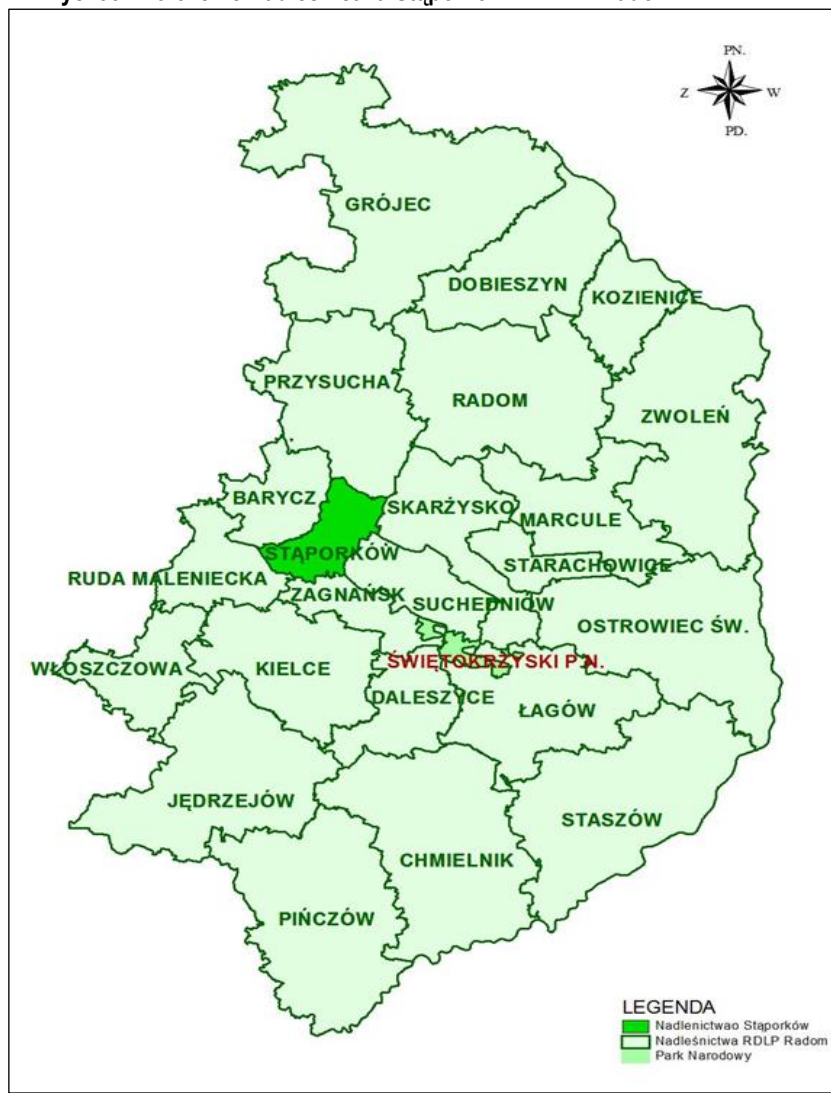 PN.
Z W
PD.
GRÓJEC
DOBIESZYN
KOZIENICE
PRZYSUCHA
RADOM
ZWOLEŃ
BARYCZ
SKARŻYSKO
MARCULE
STĄPORKÓW
STARACHOWICE
RUDA MALENIECKA
ZAGNAŃSK
SUCHEDNIÓW
OSTROWIEC ŚW.
WŁOSZCZOWA
KIELCE
ŚWIĘTOKRZYSKI P.N.
DALESZYCE
ŁAGÓW
JĘDRZEJÓW
STASZÓW
CHMIELNIK
PIŃCZÓW
LEGENDA
Nadlenictwao Stąporków
Nadleśnictwa RDLP Radom
Park Narodowy